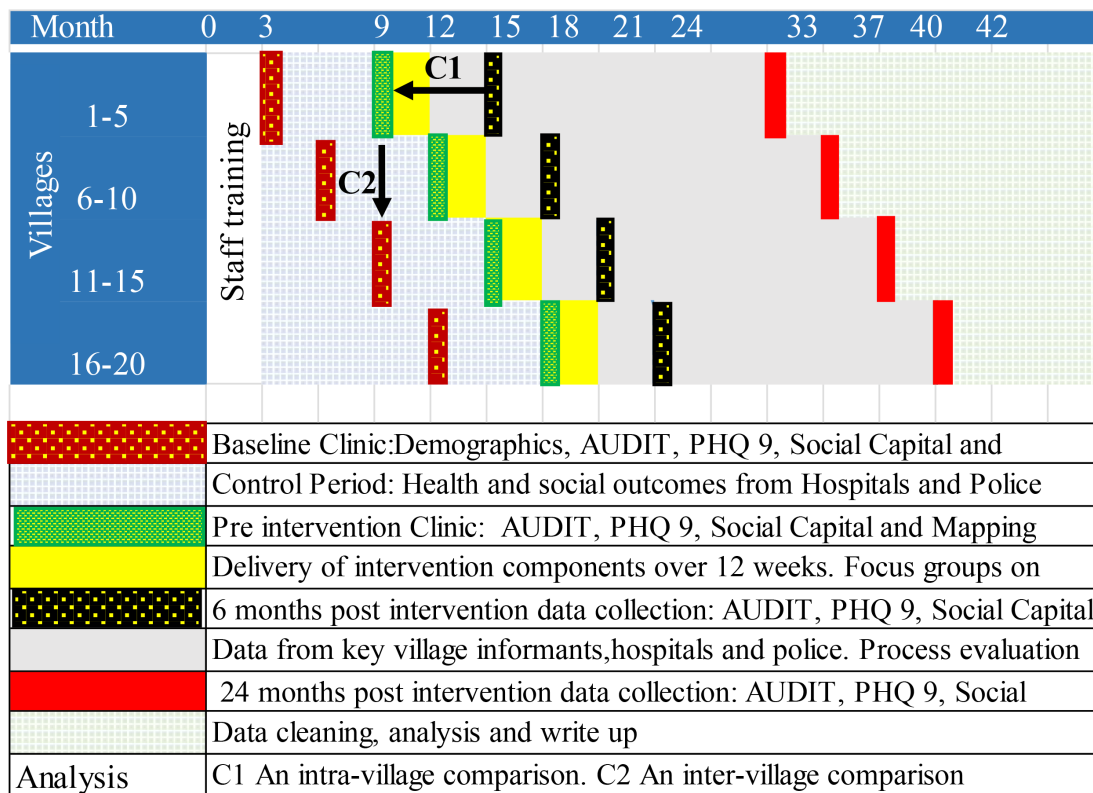 Month 0 3 9 12 15 18 21 24 33 37 40 42
Villages
Staff training
1-5
C1
6-10
C2
11-15
16-20
Baseline Clinic:Demographics, AUDIT, PHQ 9, Social Capital and
Control Period: Health and social outcomes from Hospitals and Police
Pre intervention Clinic: AUDIT, PHQ 9, Social Capital and Mapping
Delivery of intervention components over 12 weeks. Focus groups on
6 months post intervention data collection: AUDIT, PHQ 9, Social Capital
Data from key village informants,hospitals and police. Process evaluation
24 months post intervention data collection: AUDIT, PHQ 9, Social
Data cleaning, analysis and write up
Analysis C1 An intra-village comparison. C2 An inter-village comparison